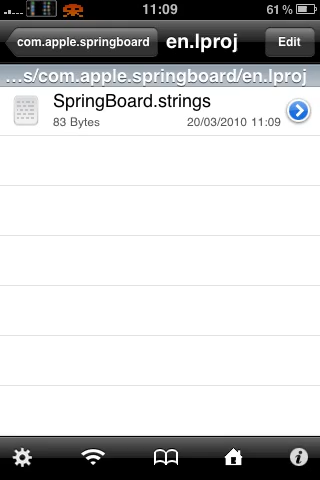 11:09
61 %
com.apple.springboard
en.lproj
Edit
...s/com.apple.springboard/en.lproj
SpringBoard.strings
83 Bytes
20/03/2010 11:09